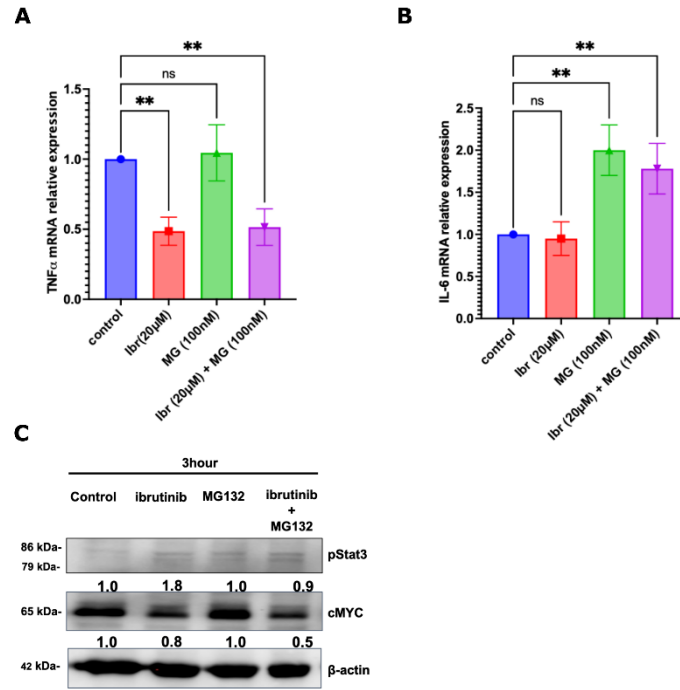 A
**
ns
**
TNFα mRNA relative expression
1.5
1.0
0.5
0.0
control
Ibr(20μM)
MG (100nM)
Ibr (20μM) + MG (100nM)
B
**
**
ns
IL-6 mRNA relative expression
2.5
2.0
1.5
1.0
0.5
0.0
control
Ibr (20μM)
MG (100nM)
Ibr (20μM) + MG (100nM)
C
3hour
Control ibrutinib MG132 ibrutinib
+
MG132
86 kDa-
79 kDa-
pStat3
1.0 1.8 1.0 0.9
65 kDa-
cMYC
1.0 0.8 1.0 0.5
42 kDa-
β-actin